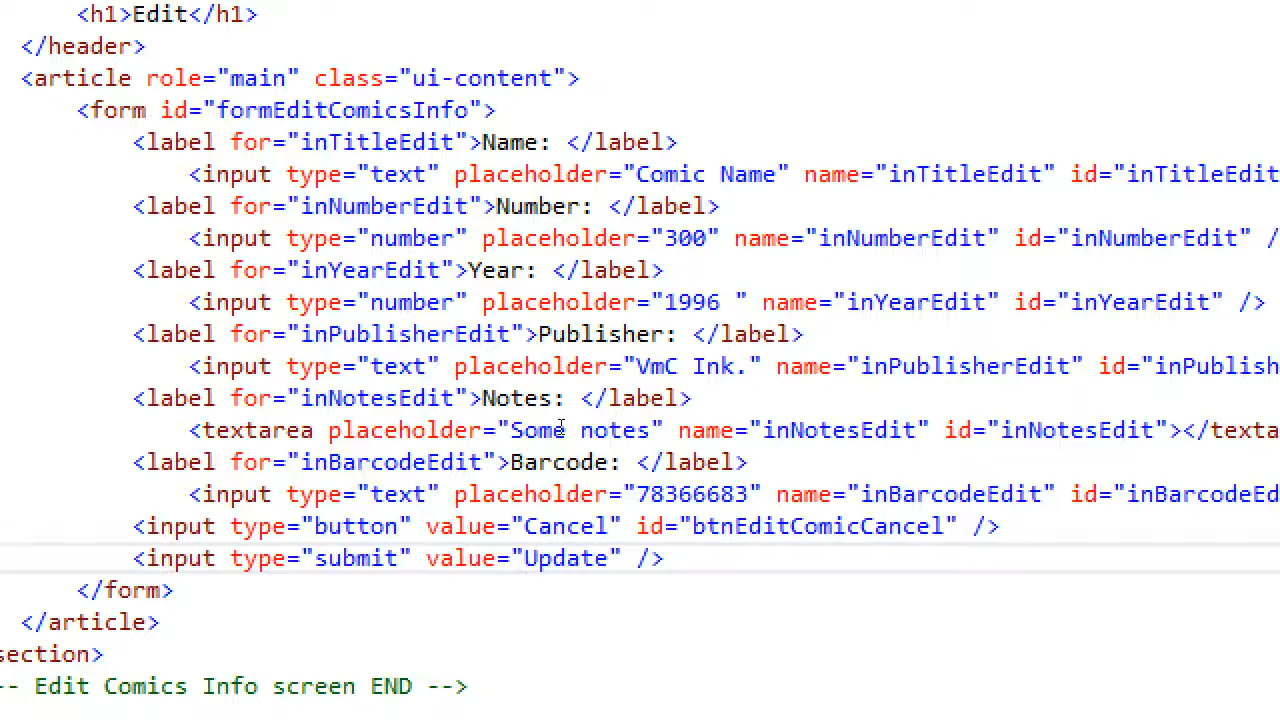 <h1>Edit</h1>
</header>
<article role="main" class="ui-content">
<form id="formEditComicsInfo">
<label for="inTitleEdit">Name: </label>
<input type="text" placeholder="Comic Name" name="inTitleEdit" id="inTitleEdit
<label for="inNumberEdit">Number: </label>
<input type="number" placeholder="300" name="inNumberEdit" id="inNumberEdit" /
<label for="inYearEdit">Year: </label>
<input type="number" placeholder="1996 " name="inYearEdit" id="inYearEdit" />
<label for="inPublisherEdit">Publisher: </label>
<input type="text" placeholder="VmC Ink." name="inPublisherEdit" id="inPublish
<label for="inNotesEdit">Notes: </label>
<textarea placeholder="Some notes" name="inNotesEdit" id="inNotesEdit"></texta
<label for="inBarcodeEdit">Barcode: </label>
<input type="text" placeholder="78366683" name="inBarcodeEdit" id="inBarcodeEd
<input type="button" value="Cancel" id="btnEditComicCancel" />
<input type="submit" value="Update" />
</form>
</article>
section>
-- Edit Comics Info screen END -->